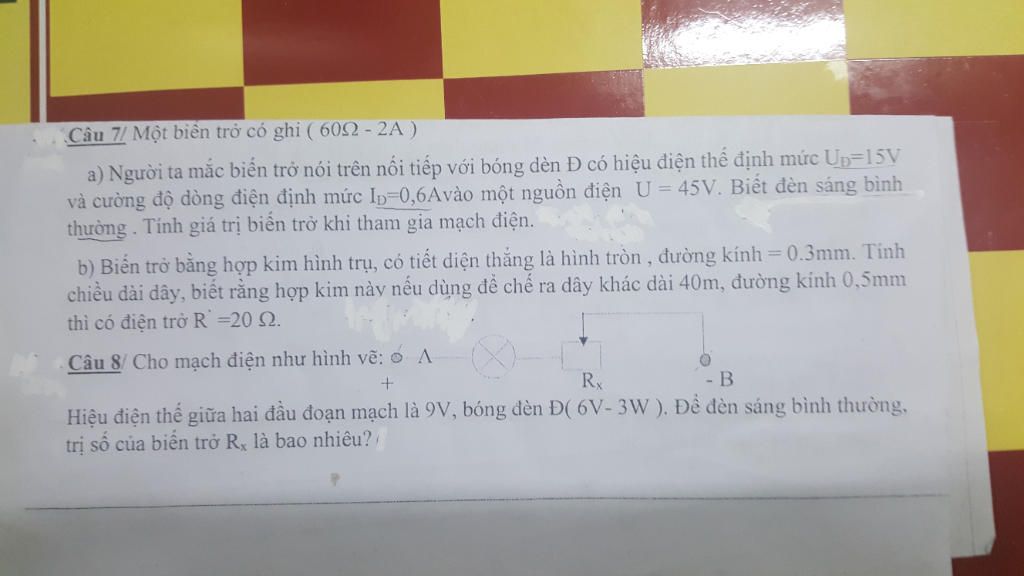 Câu 7/ Một biến trở có ghi ( 60Ω - 2A )
a) Người ta mắc biến trở nói trên nối tiếp với bóng dèn Đ có hiệu điện thế định mức U_Đ=15V
và cường độ dòng điện định mức I_Đ=0,6Avào một nguồn điện U = 45V. Biết đèn sáng bình
thường . Tính giá trị biến trở khi tham gia mạch điện.
b) Biến trở bằng hợp kim hình trụ, có tiết diện thẳng là hình tròn , đường kính = 0.3mm. Tính
chiều dài dây, biết rằng hợp kim này nếu dùng để chế ra dây khác dài 40m, đường kính 0,5mm
thì có điện trở R' =20 Ω.
Câu 8/ Cho mạch điện như hình vẽ: A
+ Rₓ - B
Hiệu điện thế giữa hai đầu đoạn mạch là 9V, bóng đèn Đ( 6V- 3W ). Để đèn sáng bình thường,
trị số của biến trở Rₓ là bao nhiêu?